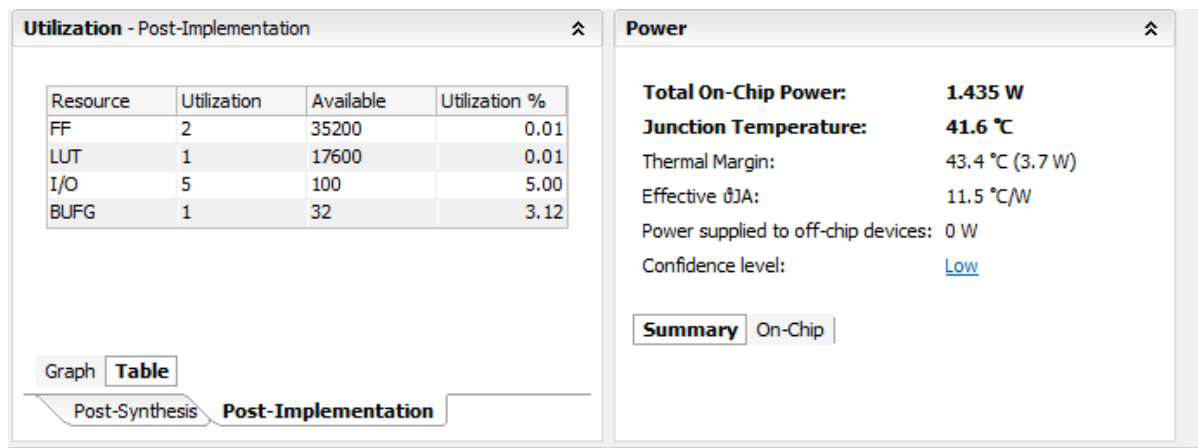 Utilization - Post-Implementation
Resource Utilization Available Utilization %
FF 2 35200 0.01
LUT 1 17600 0.01
I/O 5 100 5.00
BUFG 1 32 3.12
Graph Table
Post-Synthesis Post-Implementation
Power
Total On-Chip Power: 1.435 W
Junction Temperature: 41.6 °C
Thermal Margin: 43.4 °C (3.7 W)
Effective ϑJA: 11.5 °C/W
Power supplied to off-chip devices: 0 W
Confidence level: Low
Summary On-Chip